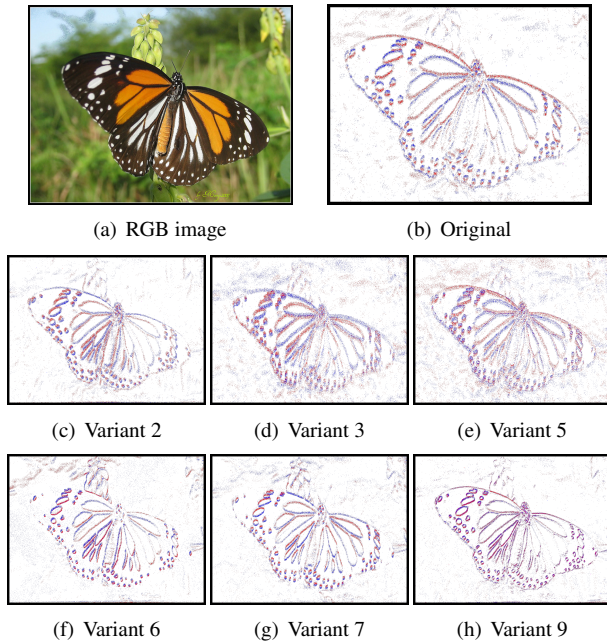 (a) RGB image
(b) Original
(c) Variant 2
(d) Variant 3
(e) Variant 5
(f) Variant 6
(g) Variant 7
(h) Variant 9